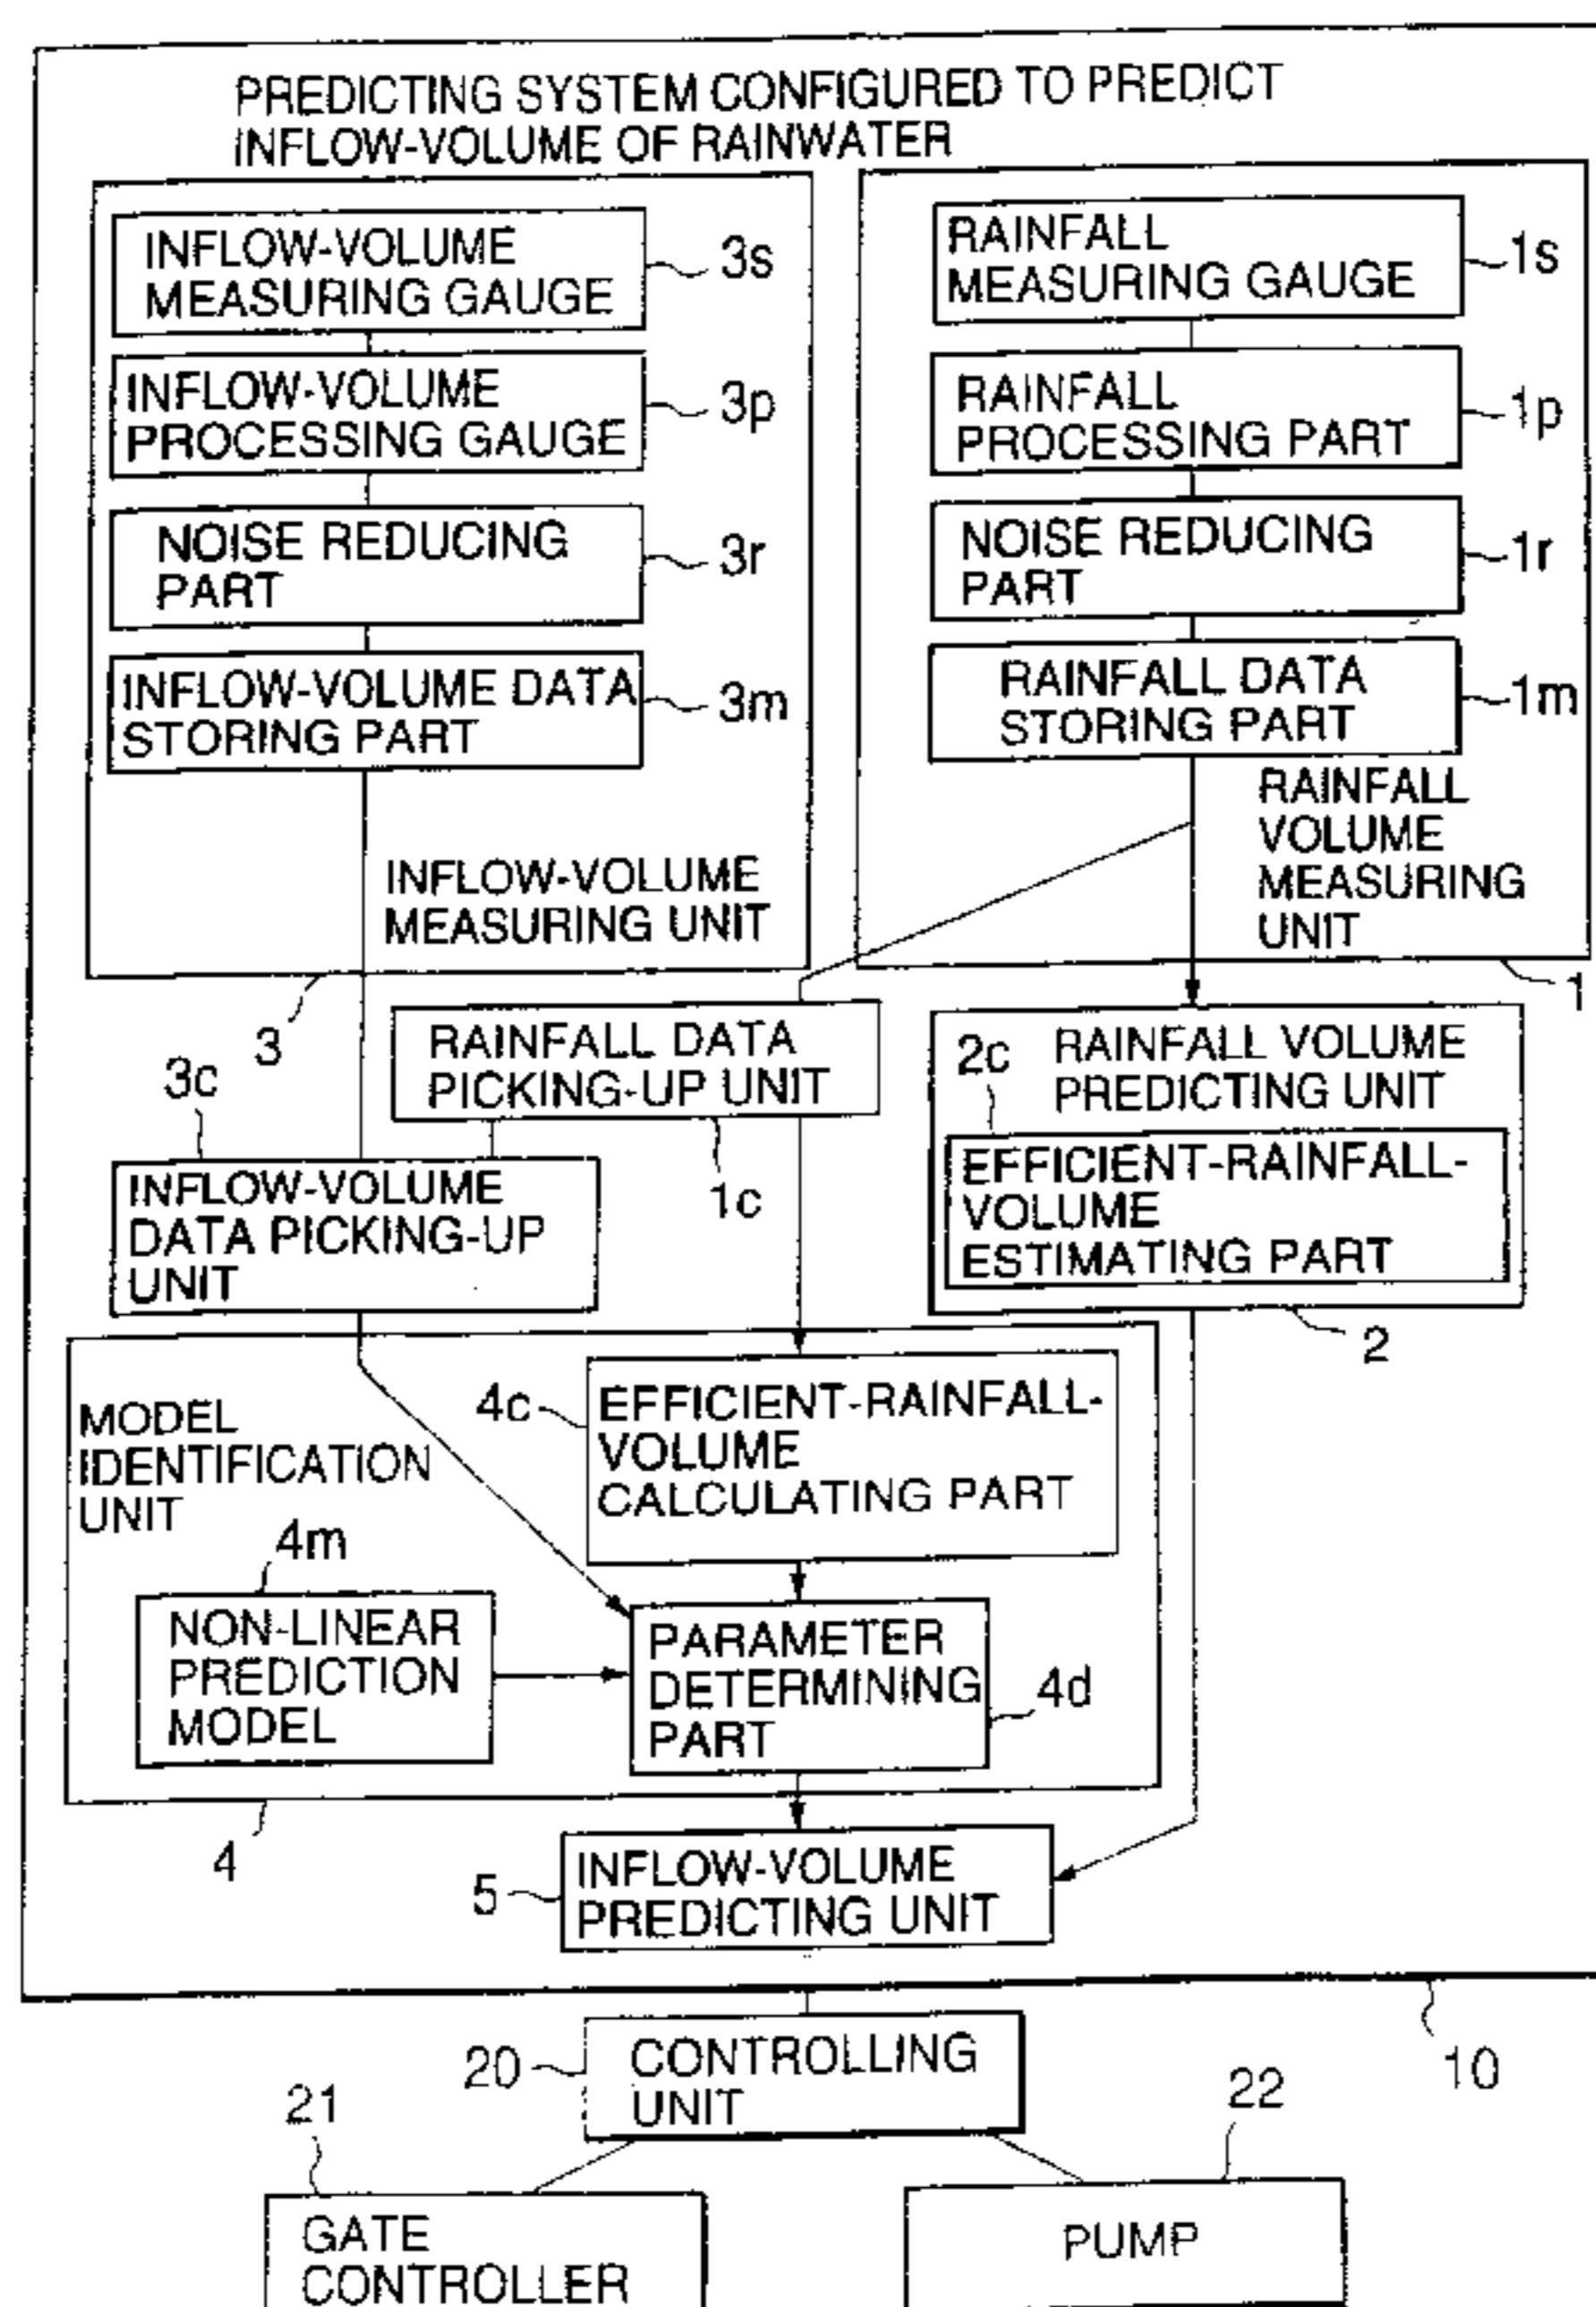 PREDICTING SYSTEM CONFIGURED TO PREDICT
INFLOW-VOLUME OF RAINWATER
INFLOW-VOLUME
MEASURING GAUGE
3s
INFLOW-VOLUME
PROCESSING GAUGE
3p
NOISE REDUCING
PART
3r
INFLOW-VOLUME DATA
STORING PART
3m
INFLOW-VOLUME
MEASURING UNIT
3
RAINFALL
MEASURING GAUGE
1s
RAINFALL
PROCESSING PART
1p
NOISE REDUCING
PART
1r
RAINFALL DATA
STORING PART
1m
RAINFALL
VOLUME
MEASURING
UNIT
1
RAINFALL DATA
PICKING-UP UNIT
1c
3c
INFLOW-VOLUME
DATA PICKING-UP
UNIT
2c
RAINFALL VOLUME
PREDICTING UNIT
EFFICIENT-RAINFALL-
VOLUME
ESTIMATING PART
2
MODEL
IDENTIFICATION
UNIT
4c
EFFICIENT-RAINFALL-
VOLUME
CALCULATING PART
4m
NON-LINEAR
PREDICTION
MODEL
PARAMETER
DETERMINING
PART
4d
4
5
INFLOW-VOLUME
PREDICTING UNIT
10
20
CONTROLLING
UNIT
21
GATE
CONTROLLER
22
PUMP